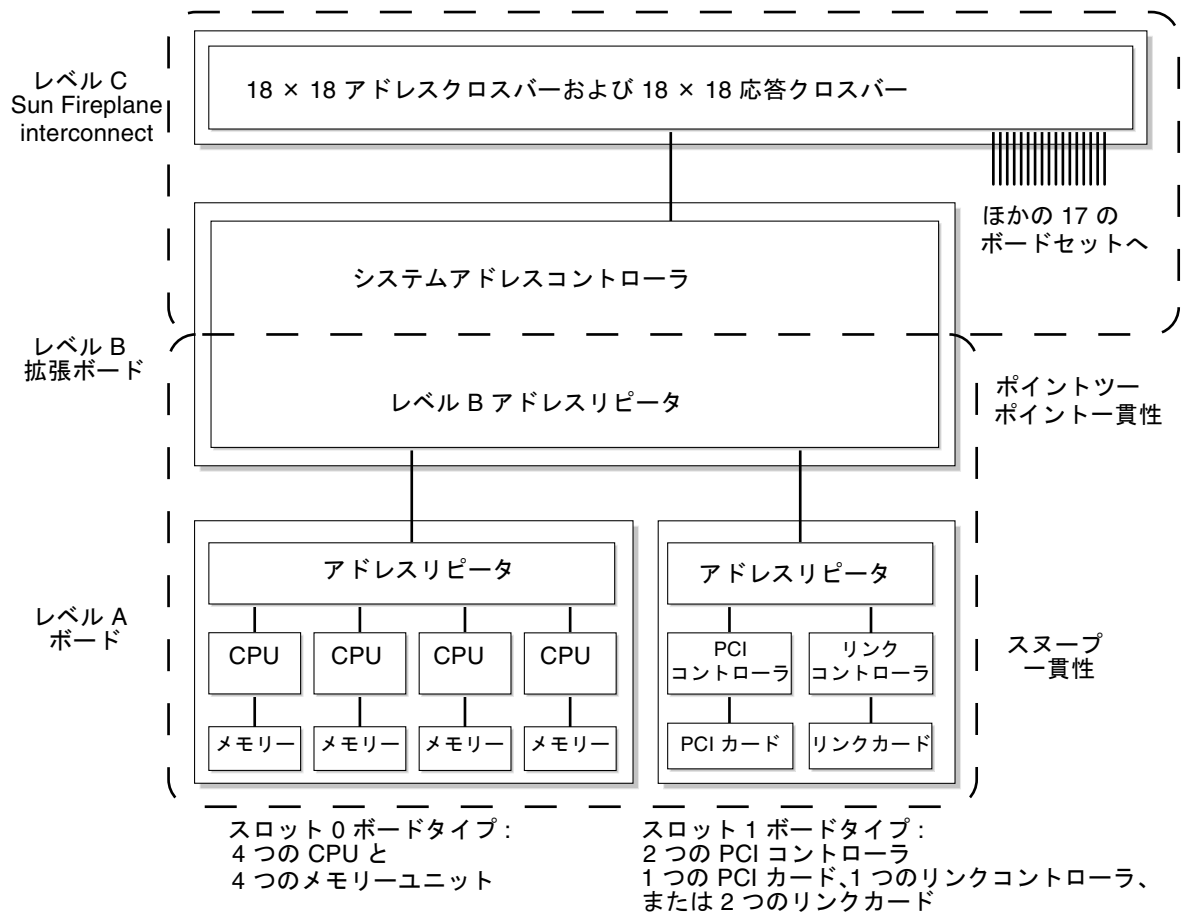 レベル C
Sun Fireplane
interconnect
18 × 18 アドレスクロスバーおよび 18 × 18 応答クロスバー
ほかの 17 の
ボードセットへ
システムアドレスコントローラ
レベル B
拡張ボード
レベル B アドレスリピータ
ポイントツー
ポイント一貫性
レベル A
ボード
アドレスリピータ
CPU
CPU
CPU
CPU
メモリー
メモリー
メモリー
メモリー
アドレスリピータ
PCI
コントローラ
リンク
コントローラ
PCI カード
リンクカード
スヌープ
一貫性
スロット 0 ボードタイプ :
4 つの CPU と
4 つのメモリーユニット
スロット 1 ボードタイプ :
2 つの PCI コントローラ
1 つの PCI カード、1 つのリンクコントローラ、
または 2 つのリンクカード